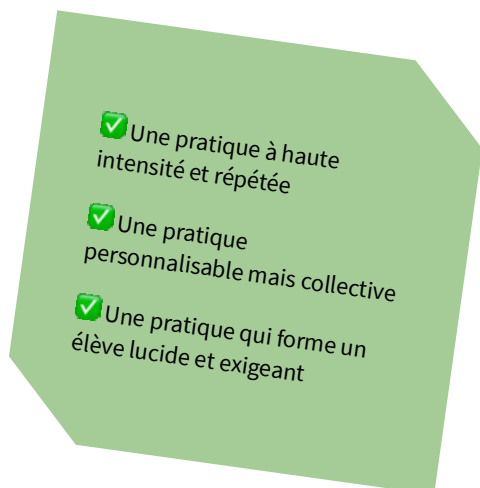 ✅Une pratique à haute
intensité et répétée
✅Une pratique
personnalisable mais collective
✅Une pratique qui forme un
élève lucide et exigeant